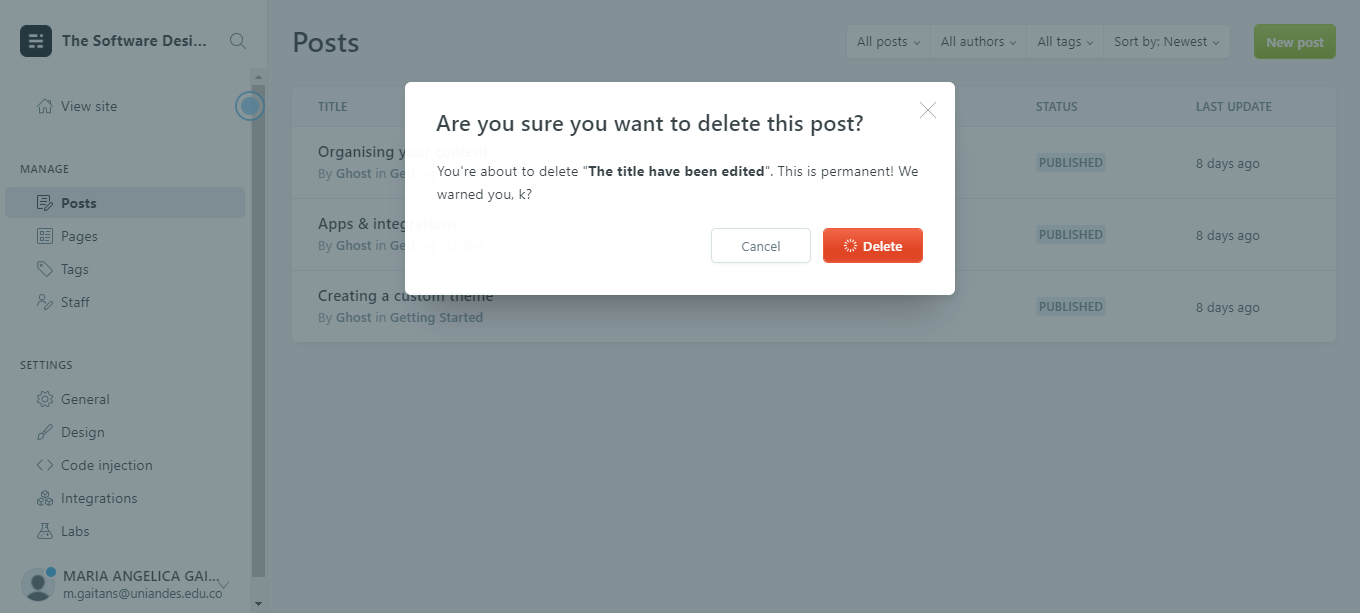 The Software Desi...
Posts
All posts
All authors
All tags
Sort by: Newest
New post
View site
MANAGE
Posts
Pages
Tags
Staff
SETTINGS
General
Design
Code injection
Integrations
Labs
MARIA ANGELICA GAI...
m.gaitans@uniandes.edu.co
TITLE
STATUS
LAST UPDATE
Organising your content
By Ghost in Getting Started
PUBLISHED
8 days ago
Apps & integrations
By Ghost in Getting Started
PUBLISHED
8 days ago
Creating a custom theme
By Ghost in Getting Started
PUBLISHED
8 days ago
Are you sure you want to delete this post?
You're about to delete "The title have been edited". This is permanent! We
warned you, k?
Cancel
Delete